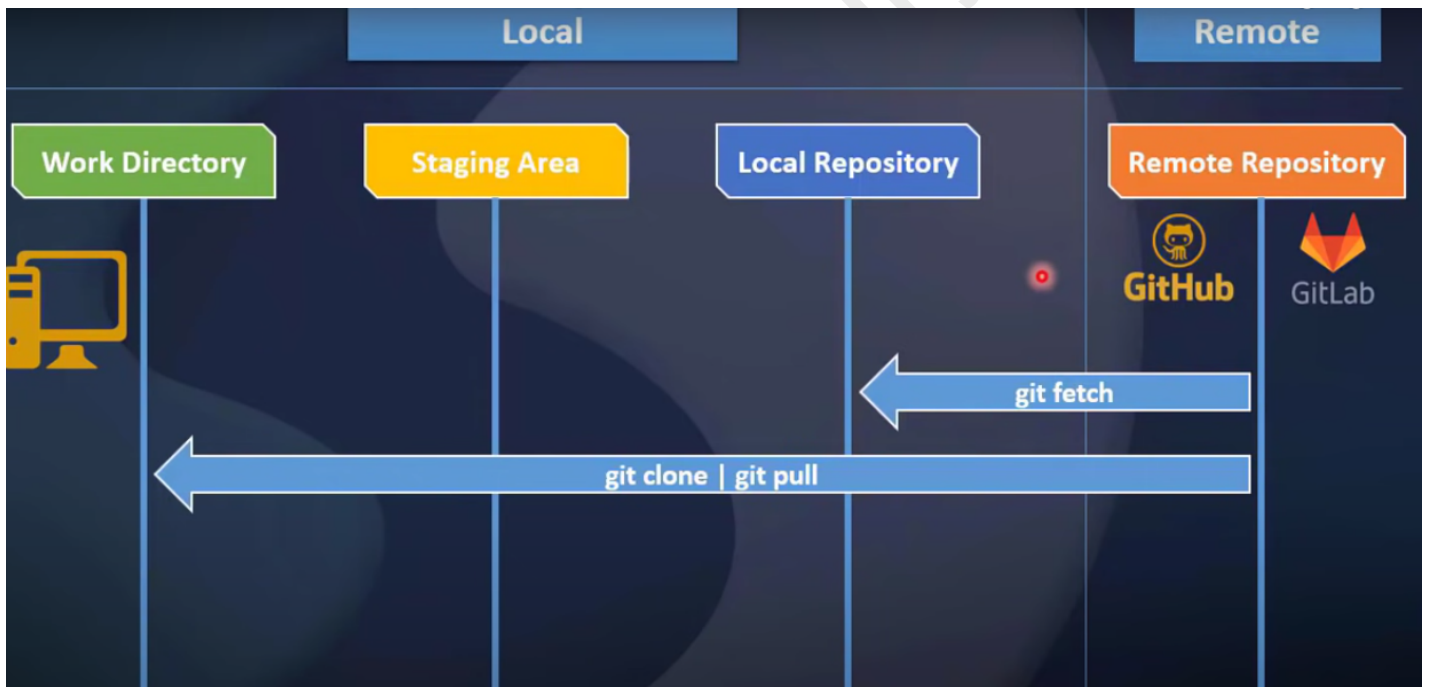 Local
Remote
Work Directory
Staging Area
Local Repository
Remote Repository
GitHub
GitLab
git fetch
git clone | git pull